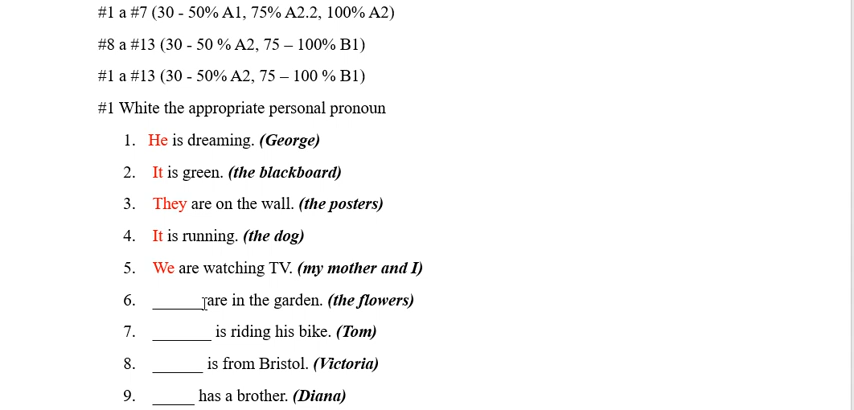 #1 a #7 (30 - 50% A1, 75% A2.2, 100% A2)
#8 a #13 (30 - 50 % A2, 75 – 100% B1)
#1 a #13 (30 - 50% A2, 75 – 100 % B1)
#1 White the appropriate personal pronoun
1. He is dreaming. (George)
2. It is green. (the blackboard)
3. They are on the wall. (the posters)
4. It is running. (the dog)
5. We are watching TV. (my mother and I)
6. ______are in the garden. (the flowers)
7. _______ is riding his bike. (Tom)
8. ______ is from Bristol. (Victoria)
9. _____ has a brother. (Diana)